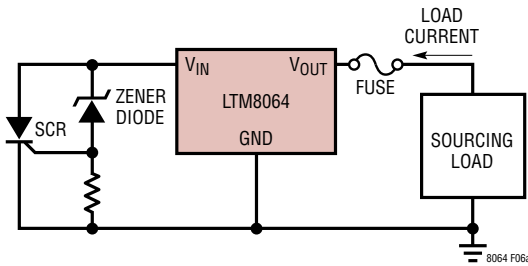 LOAD
CURRENT
VIN
VOUT
ZENER
DIODE
LTM8064
FUSE
SCR
GND
SOURCING
LOAD
8064 F06a